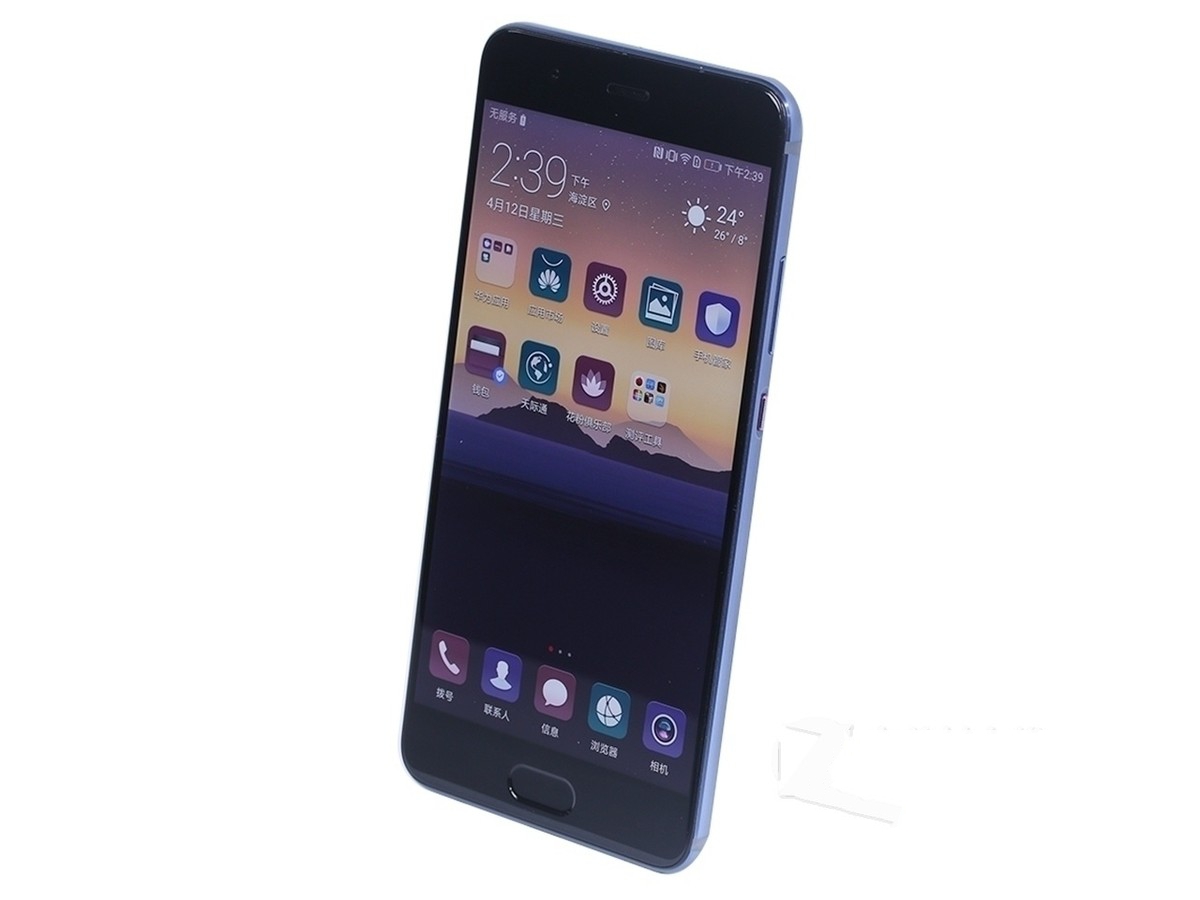 无服务
下午2:39
2:39 下午
海淀区
4月12日星期三
24°
26° / 8°
华为应用 应用市场 设置 图库 手机管家
钱包 天际通 花粉俱乐部 测评工具
拨号 联系人 信息 浏览器 相机